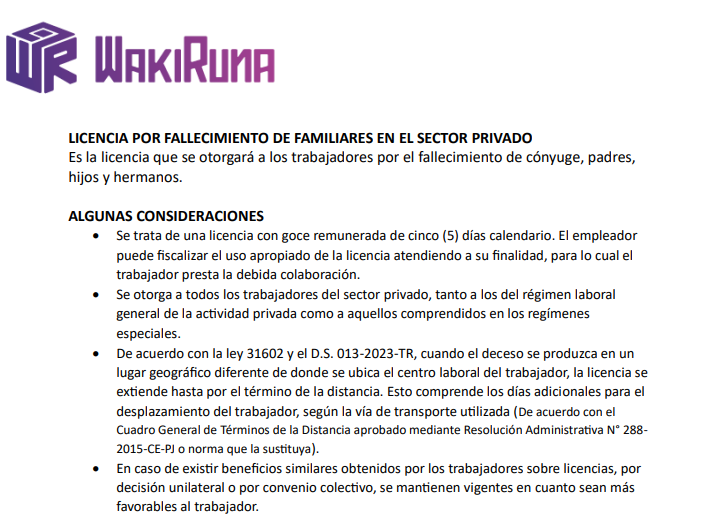 WR WAKIRUNA
LICENCIA POR FALLECIMIENTO DE FAMILIARES EN EL SECTOR PRIVADO
Es la licencia que se otorgará a los trabajadores por el fallecimiento de cónyuge, padres,
hijos y hermanos.
ALGUNAS CONSIDERACIONES
• Se trata de una licencia con goce remunerada de cinco (5) días calendario. El empleador
puede fiscalizar el uso apropiado de la licencia atendiendo a su finalidad, para lo cual el
trabajador presta la debida colaboración.
• Se otorga a todos los trabajadores del sector privado, tanto a los del régimen laboral
general de la actividad privada como a aquellos comprendidos en los regímenes
especiales.
• De acuerdo con la ley 31602 y el D.S. 013-2023-TR, cuando el deceso se produzca en un
lugar geográfico diferente de donde se ubica el centro laboral del trabajador, la licencia se
extiende hasta por el término de la distancia. Esto comprende los días adicionales para el
desplazamiento del trabajador, según la vía de transporte utilizada (De acuerdo con el
Cuadro General de Términos de la Distancia aprobado mediante Resolución Administrativa N° 288-
2015-CE-PJ o norma que la sustituya).
• En caso de existir beneficios similares obtenidos por los trabajadores sobre licencias, por
decisión unilateral o por convenio colectivo, se mantienen vigentes en cuanto sean más
favorables al trabajador.